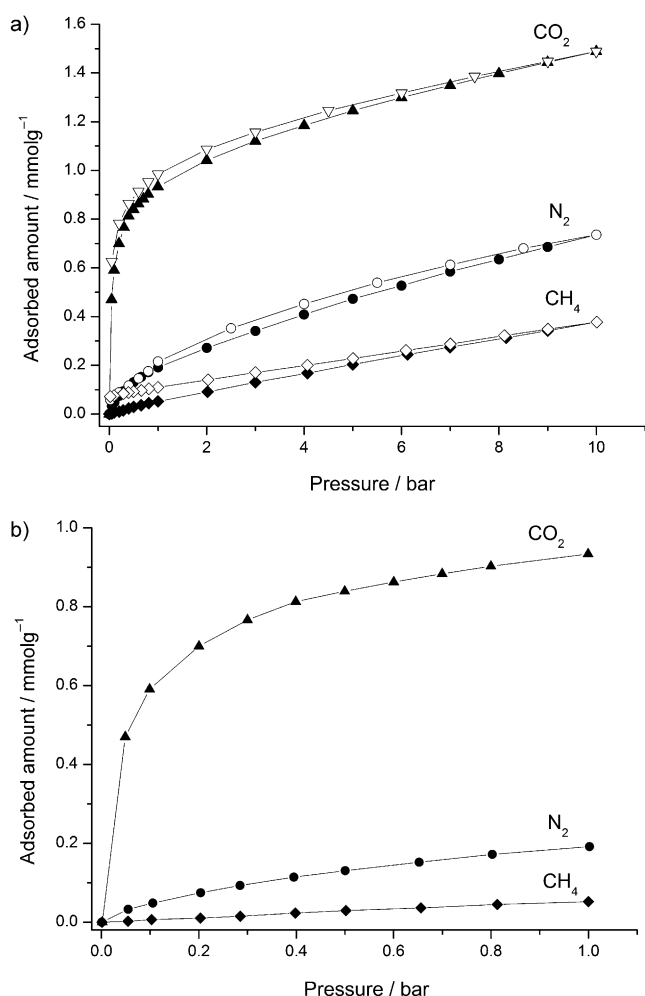 a)
1.6
1.4
1.2
1.0
0.8
0.6
0.4
0.2
0.0
Adsorbed amount / mmolg⁻¹
CO₂
N₂
CH₄
0 2 4 6 8 10
Pressure / bar
b)
1.0
0.8
0.6
0.4
0.2
0.0
Adsorbed amount / mmolg⁻¹
CO₂
N₂
CH₄
0.0 0.2 0.4 0.6 0.8 1.0
Pressure / bar